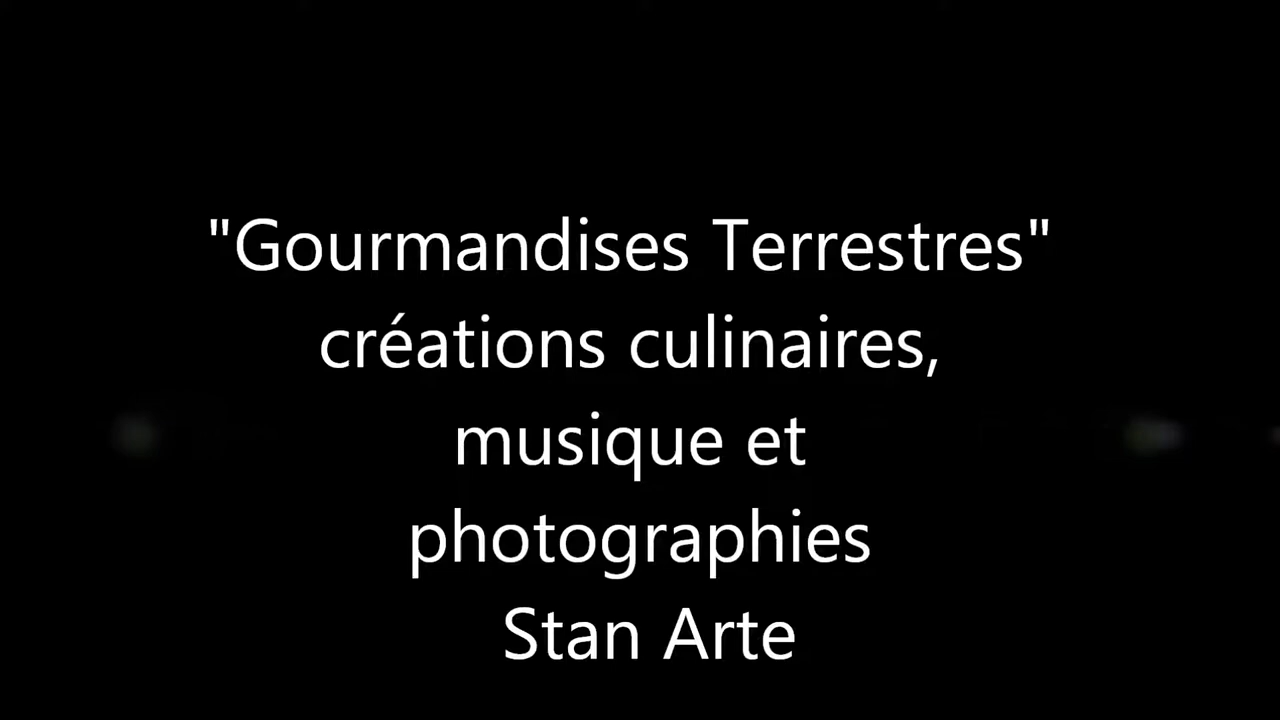 "Gourmandises Terrestres"
créations culinaires,
musique et
photographies
Stan Arte